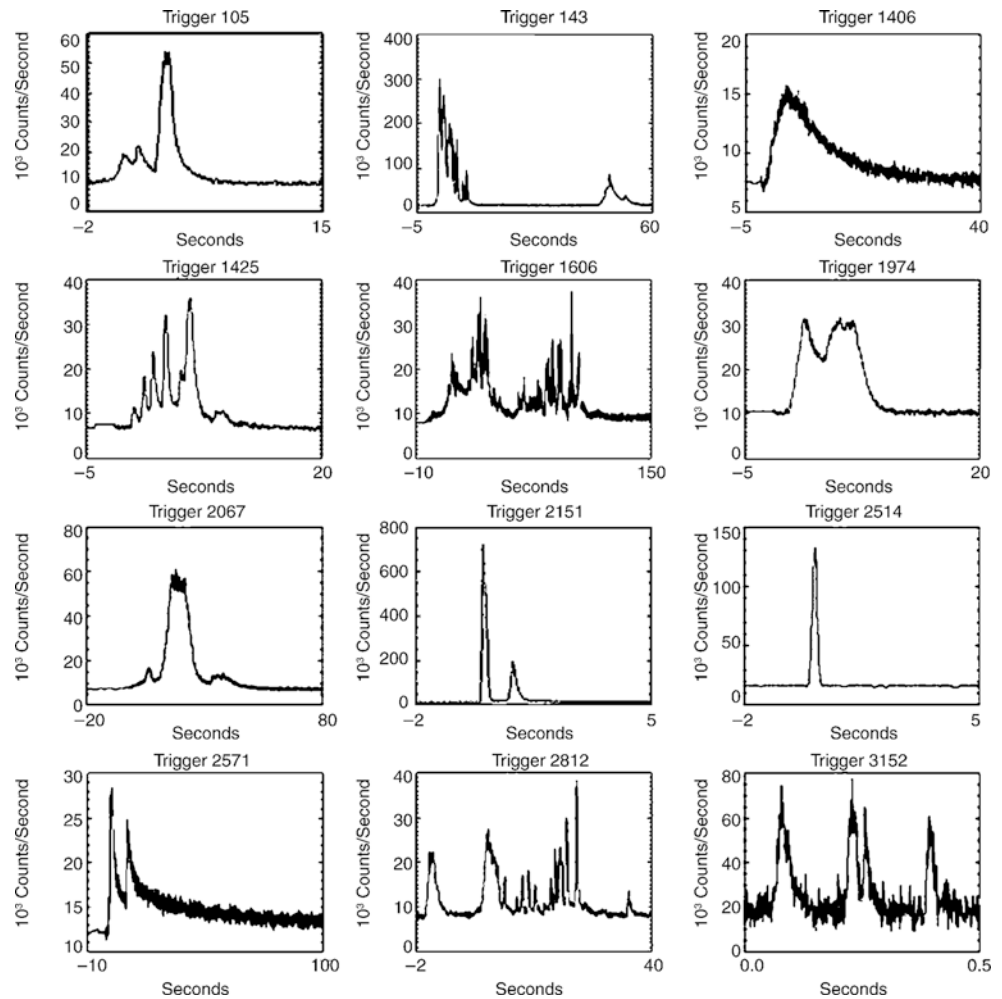 Trigger 105
10³ Counts/Second
60
50
40
30
20
10
0
−2
15
Seconds
Trigger 143
10³ Counts/Second
400
300
200
100
0
−5
60
Seconds
Trigger 1406
10³ Counts/Second
20
15
10
5
−5
40
Seconds
Trigger 1425
10³ Counts/Second
40
30
20
10
0
−5
20
Seconds
Trigger 1606
10³ Counts/Second
40
30
20
10
0
−10
150
Seconds
Trigger 1974
10³ Counts/Second
40
30
20
10
0
−5
20
Seconds
Trigger 2067
10³ Counts/Second
80
60
40
20
0
−20
80
Seconds
Trigger 2151
10³ Counts/Second
800
600
400
200
0
−2
5
Seconds
Trigger 2514
10³ Counts/Second
150
100
50
0
−2
5
Seconds
Trigger 2571
10³ Counts/Second
30
25
20
15
10
−10
100
Seconds
Trigger 2812
10³ Counts/Second
40
30
20
10
0
−2
40
Seconds
Trigger 3152
10³ Counts/Second
80
60
40
20
0
0.0
0.5
Seconds